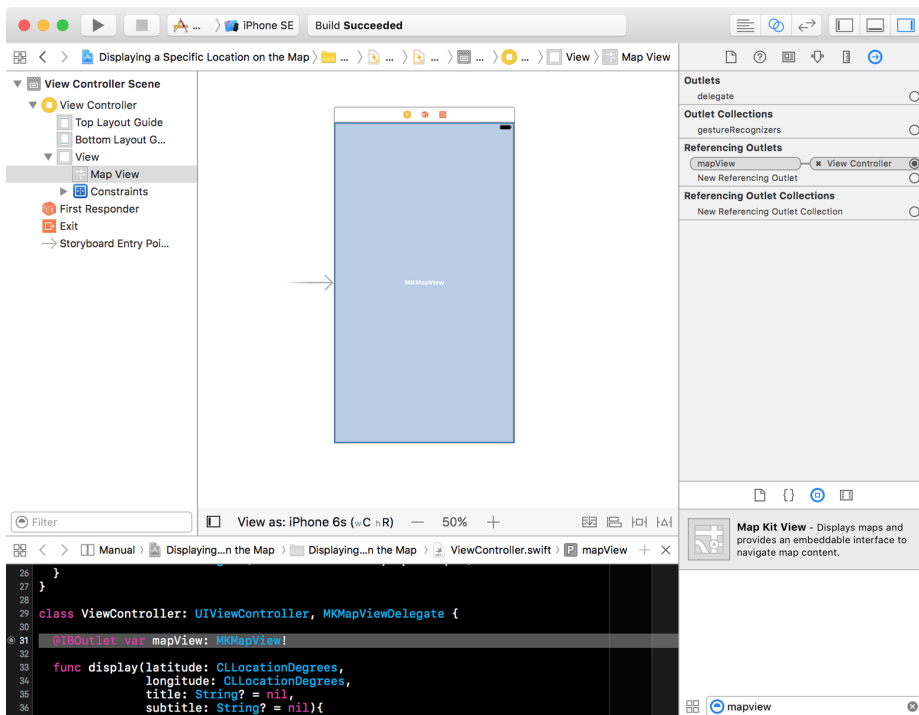 ... iPhone SE Build Succeeded
Displaying a Specific Location on the Map ... ... ... ... ... View Map View
View Controller Scene
View Controller
Top Layout Guide
Bottom Layout G...
View
Map View
Constraints
First Responder
Exit
Storyboard Entry Poi...
Filter
MKMapView
View as: iPhone 6s (wC hR) — 50% +
Outlets
delegate
Outlet Collections
gestureRecognizers
Referencing Outlets
mapView View Controller
New Referencing Outlet
Referencing Outlet Collections
New Referencing Outlet Collection
Map Kit View - Displays maps and
provides an embeddable interface to
navigate map content.
mapview
Manual Displaying...n the Map Displaying...n the Map ViewController.swift P mapView
26 }
27 }
28
29 class ViewController: UIViewController, MKMapViewDelegate {
30
31 @IBOutlet var mapView: MKMapView!
32
33 func display(latitude: CLLocationDegrees,
34 longitude: CLLocationDegrees,
35 title: String? = nil,
36 subtitle: String? = nil){